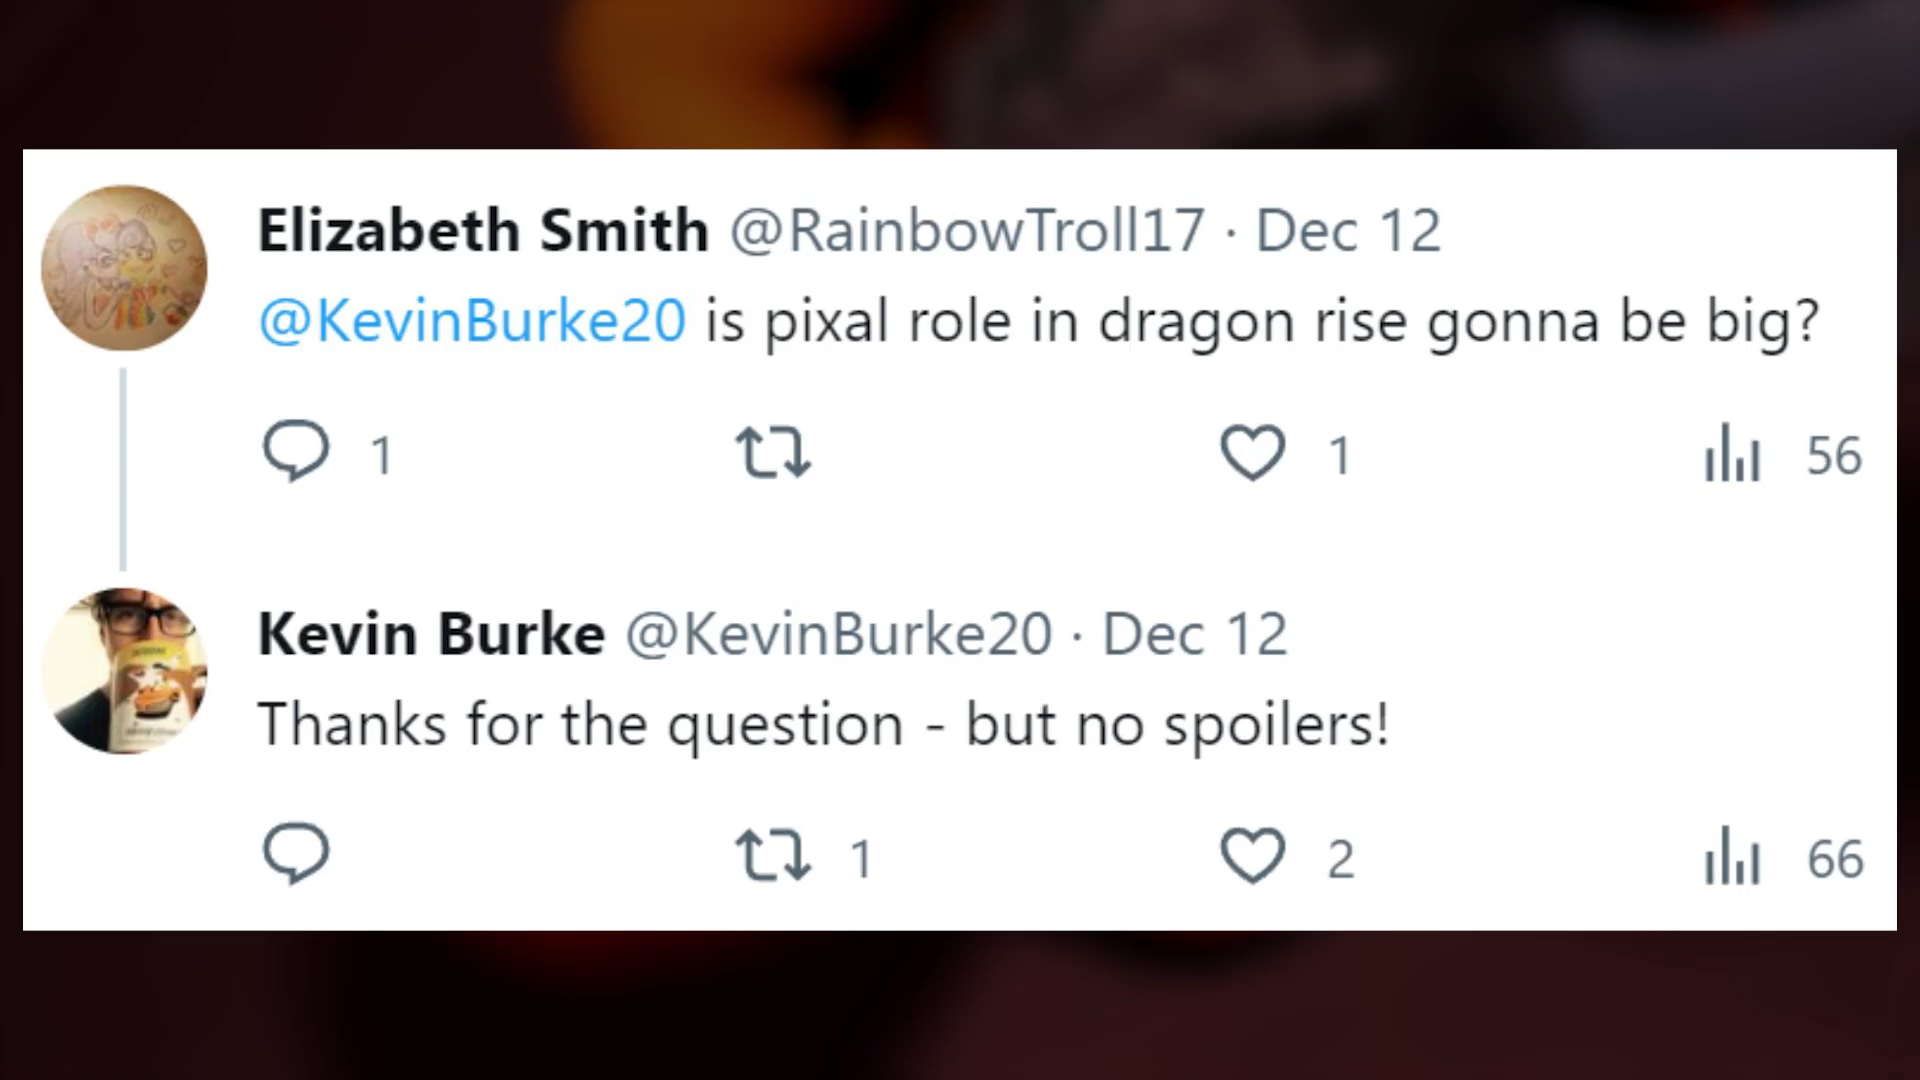 Elizabeth Smith @RainbowTroll17 · Dec 12
@KevinBurke20 is pixal role in dragon rise gonna be big?
1 1 56
Kevin Burke @KevinBurke20 · Dec 12
Thanks for the question - but no spoilers!
1 2 66